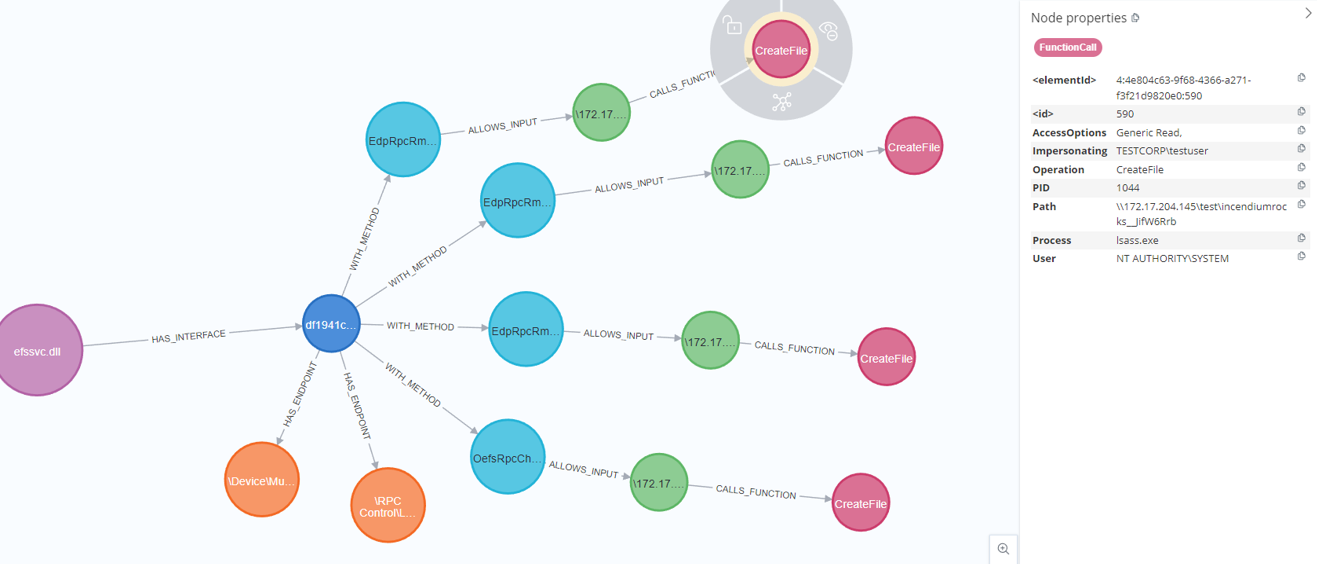 CreateFile
CALLS_FUNCTI
\172.17....
ALLOWS_INPUT
EdpRpcRm...
WITH_METHOD
CreateFile
CALLS_FUNCTION
\172.17....
ALLOWS_INPUT
EdpRpcRm...
WITH_METHOD
efssvc.dll
HAS_INTERFACE
df1941c...
WITH_METHOD
EdpRpcRm...
ALLOWS_INPUT
\172.17....
CALLS_FUNCTION
CreateFile
WITH_METHOD
OefsRpcCh...
ALLOWS_INPUT
\172.17....
CALLS_FUNCTION
CreateFile
HAS_ENDPOINT
\Device\Mu...
HAS_ENDPOINT
\RPC
Control\L...
Node properties
FunctionCall
<elementId> 4:4e804c63-9f68-4366-a271-
f3f21d9820e0:590
<id> 590
AccessOptions Generic Read,
Impersonating TESTCORP\testuser
Operation CreateFile
PID 1044
Path \\172.17.204.145\test\incendiumroc
ks__JifW6Rrb
Process lsass.exe
User NT AUTHORITY\SYSTEM